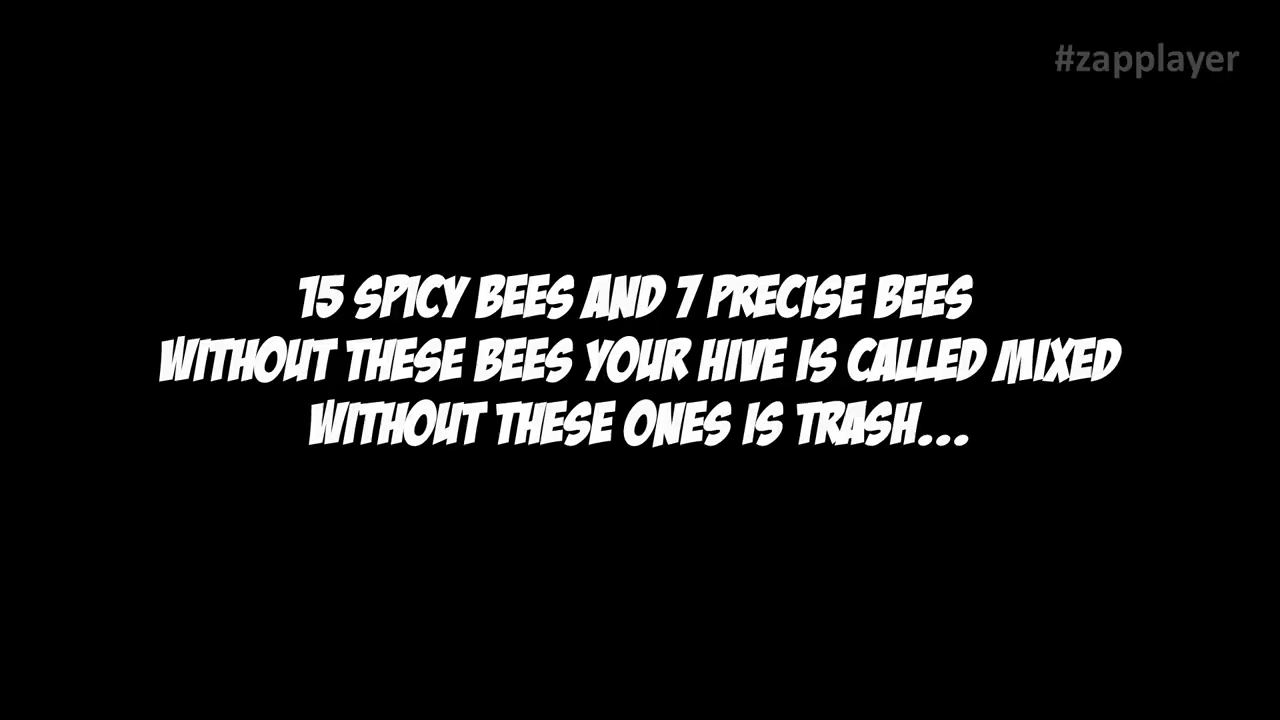 #zapplayer
15 SPICY BEES AND 7 PRECISE BEES
WITHOUT THESE BEES YOUR HIVE IS CALLED MIXED
WITHOUT THESE ONES IS TRASH...